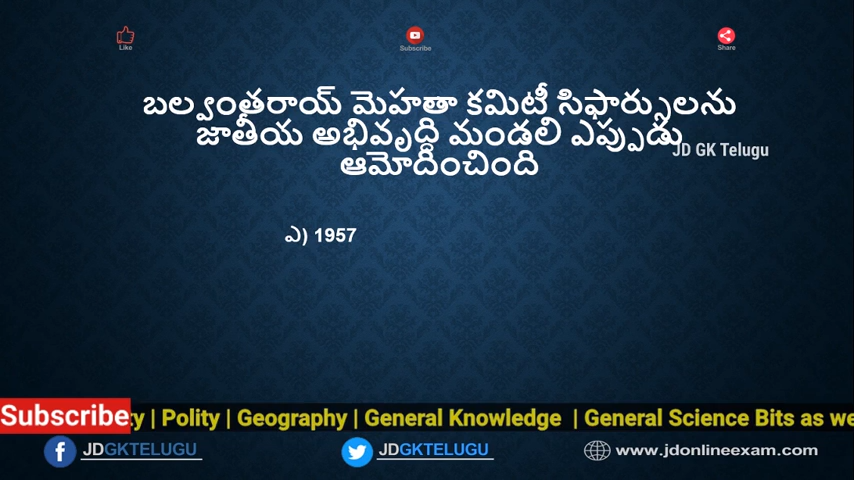 Like
Subscribe
Share
బల్వంతరాయ్ మెహతా కమిటీ సిఫార్సులను
జాతీయ అభివృద్ధి మండలి ఎప్పుడు
JD GK Telugu
ఆమోదించింది
ఎ) 1957
Subscribe
ty | Polity | Geography | General Knowledge | General Science Bits as we
JDGKTELUGU
JDGKTELUGU
www.jdonlineexam.com